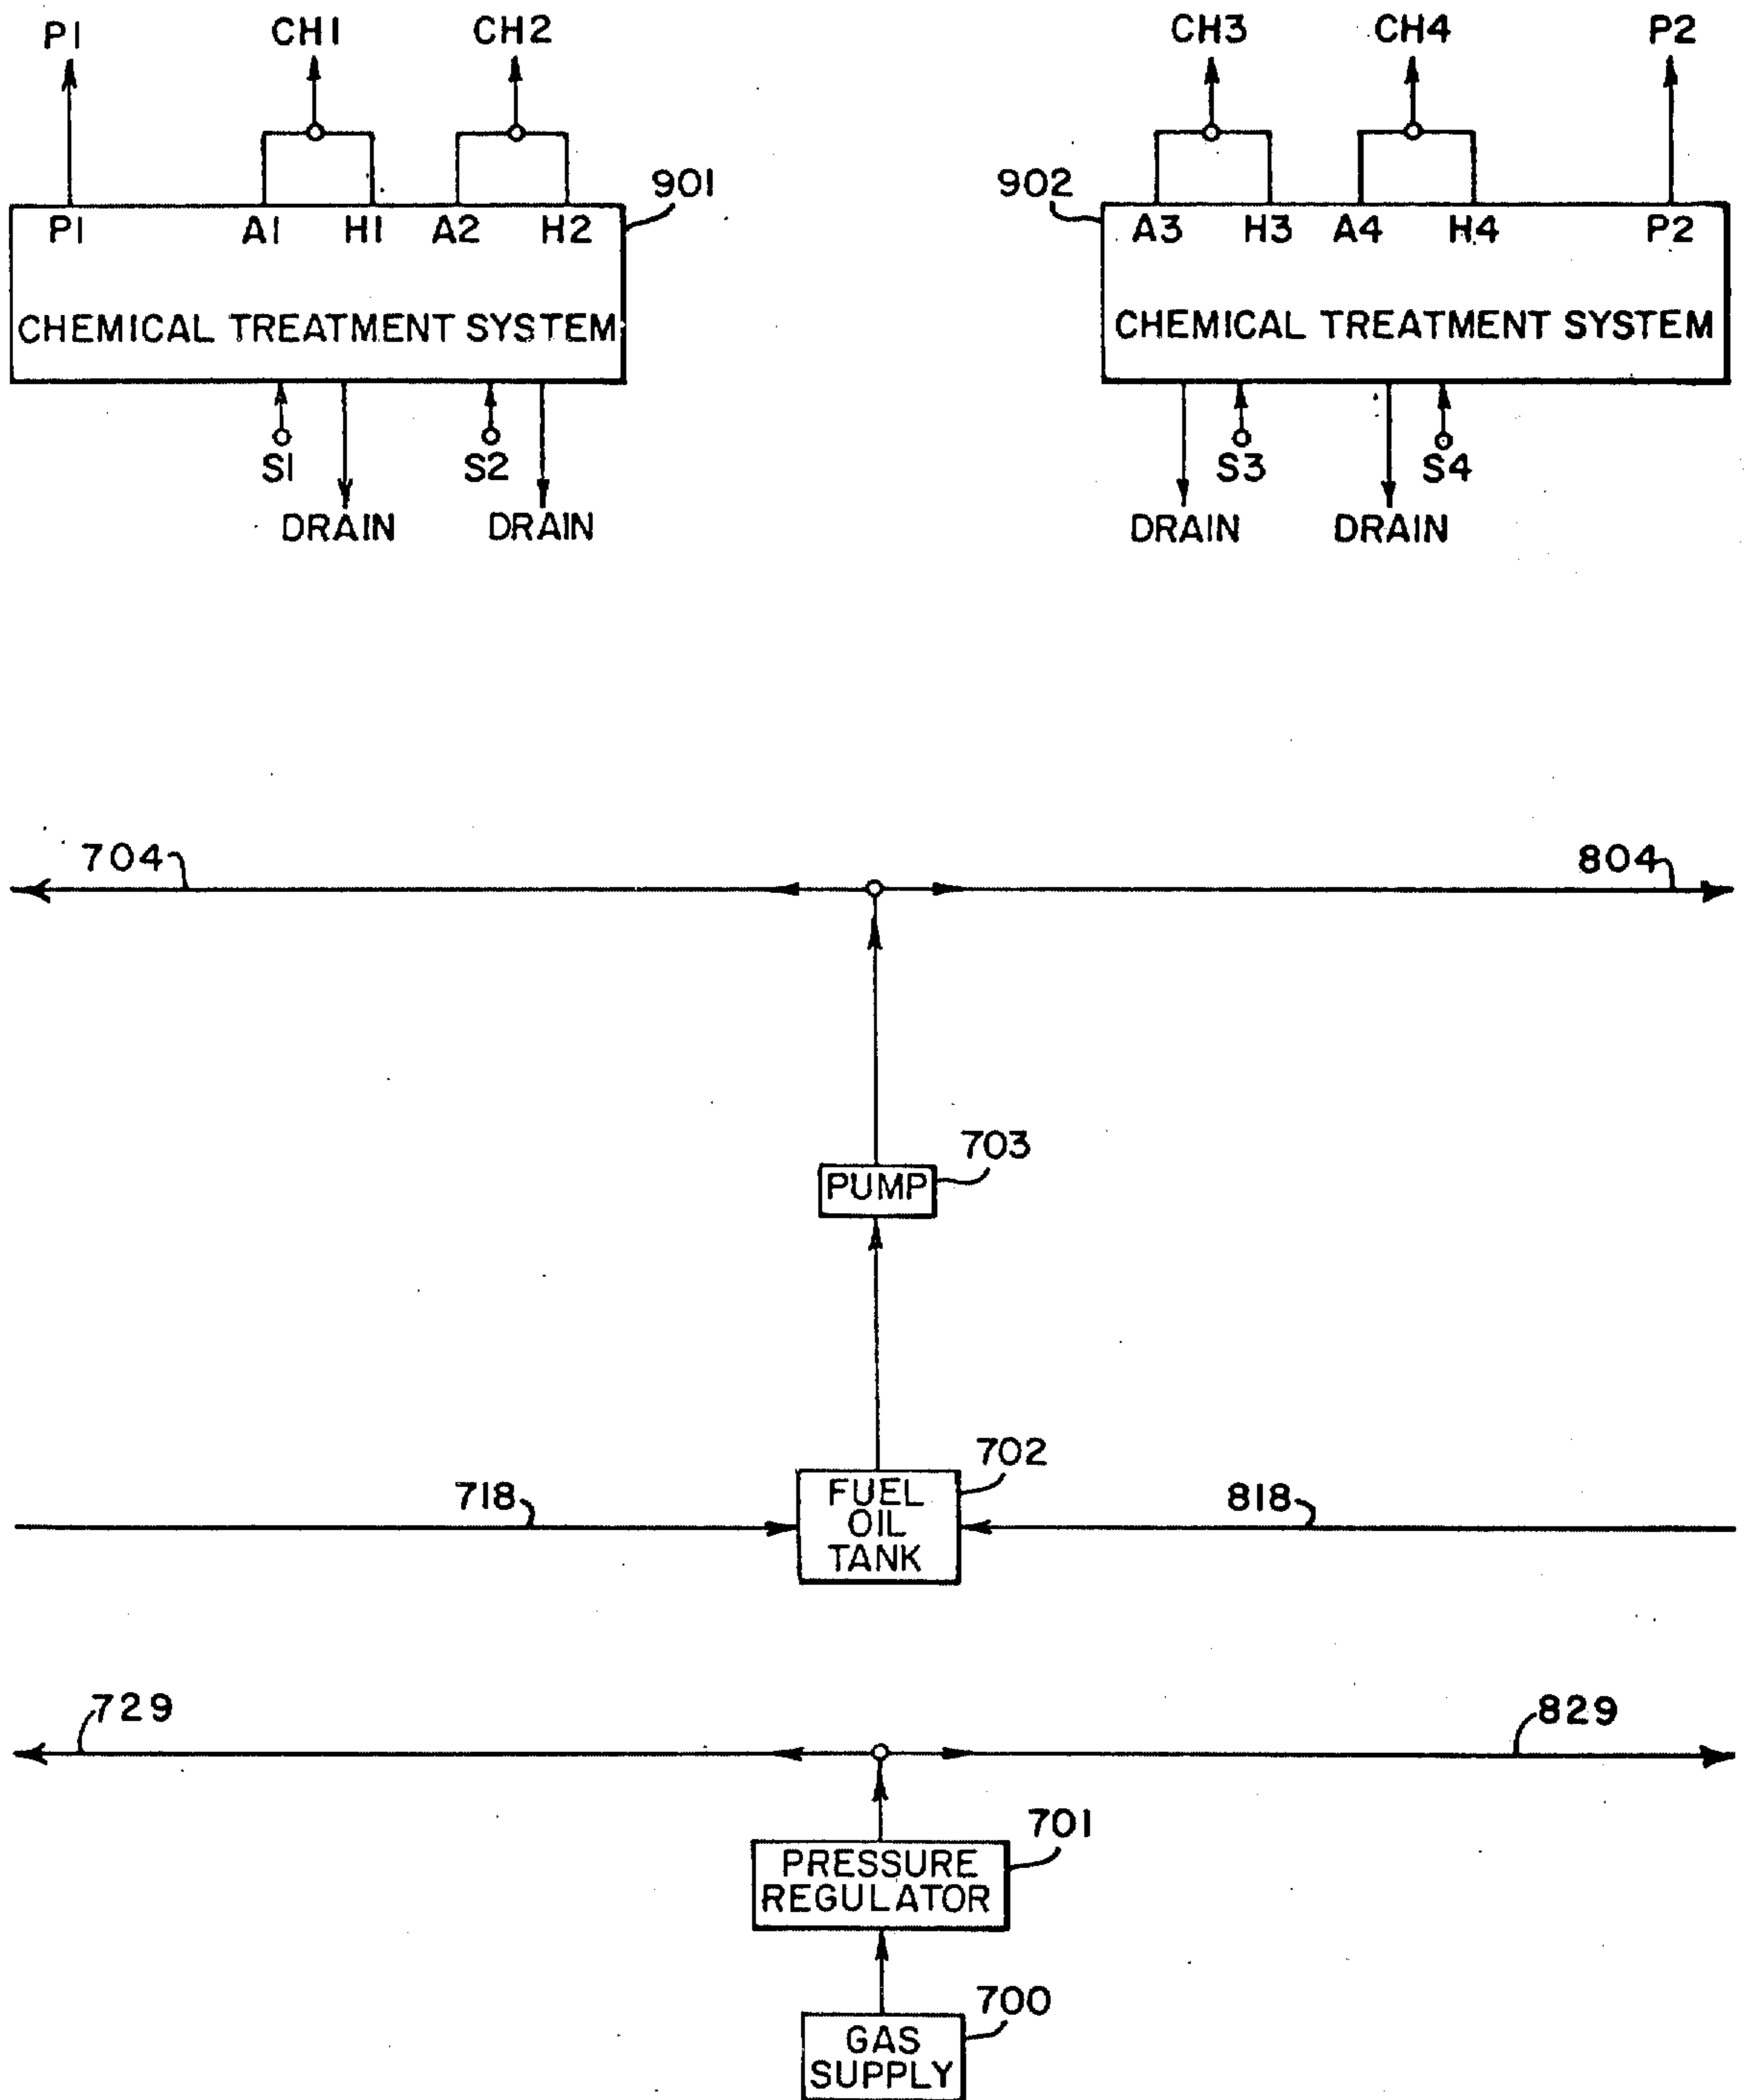 P1 CH1 CH2 CH3 CH4 P2
901 902
P1 A1 H1 A2 H2 A3 H3 A4 H4 P2
CHEMICAL TREATMENT SYSTEM CHEMICAL TREATMENT SYSTEM
S1 S2 S3 S4
DRAIN DRAIN DRAIN DRAIN
704 804
703
PUMP
702
718 FUEL 818
OIL
TANK
729 829
701
PRESSURE
REGULATOR
700
GAS
SUPPLY